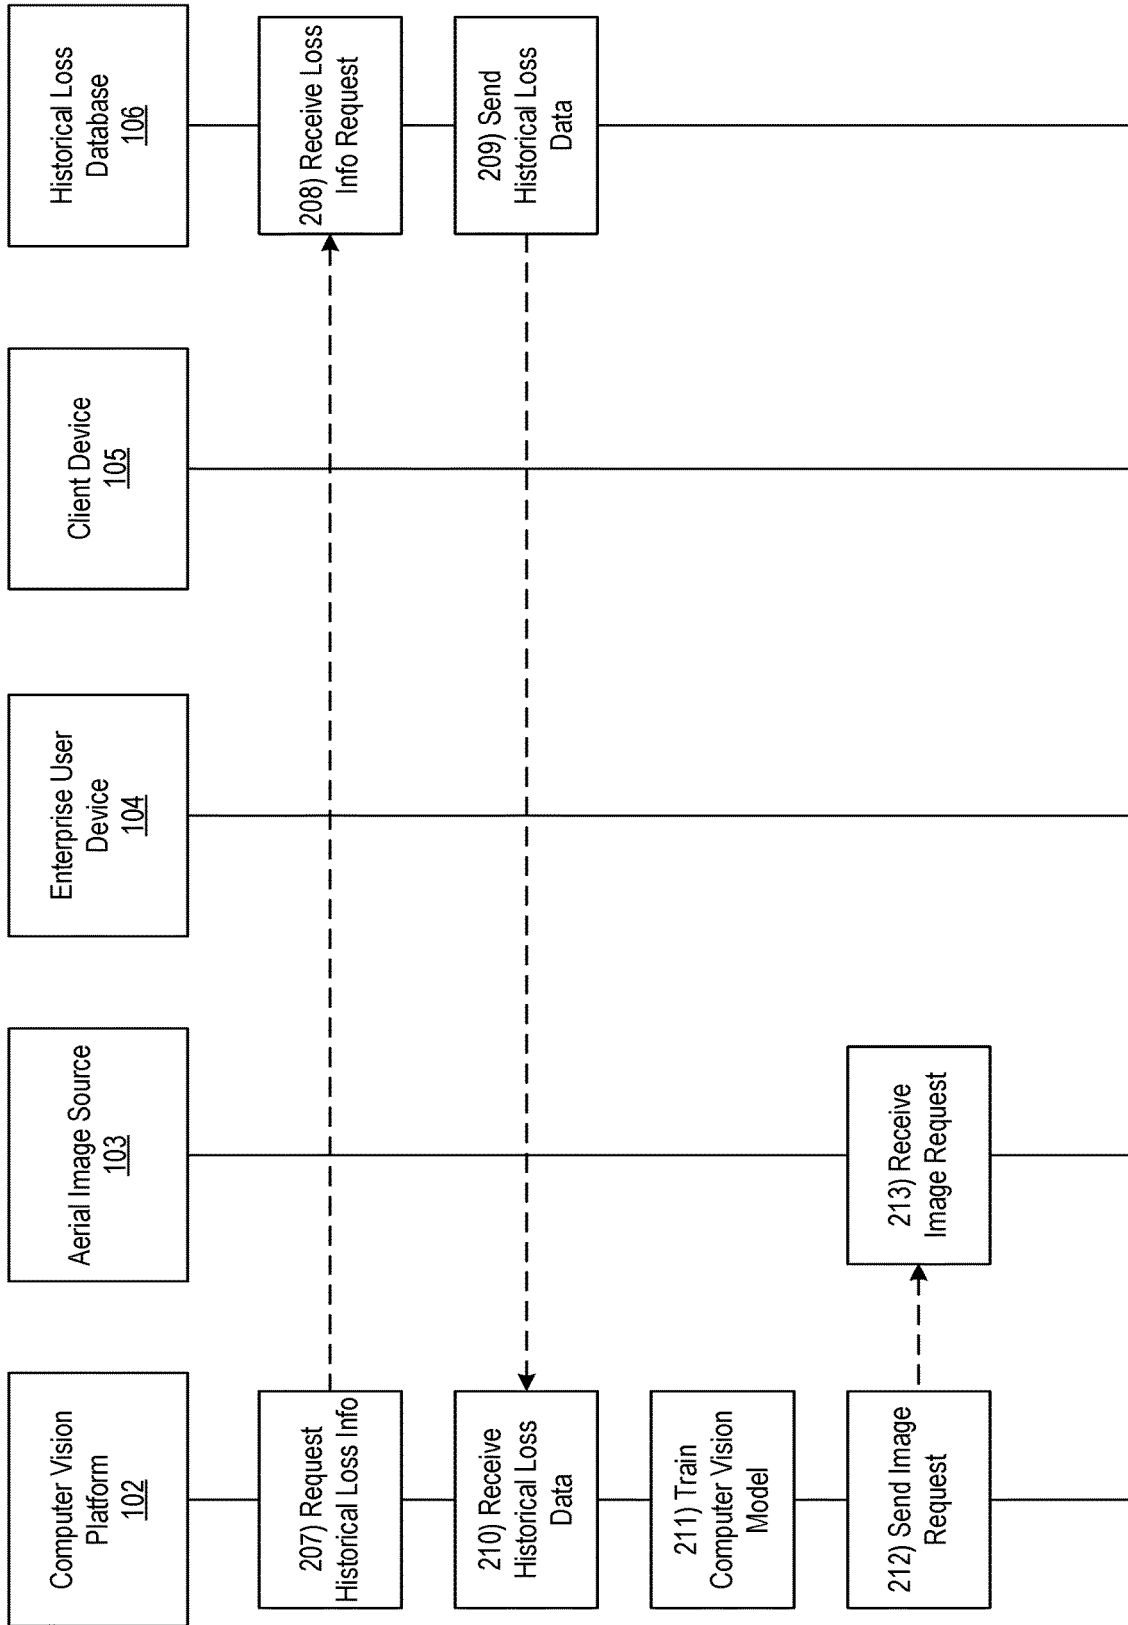 Computer Vision
Platform
102
Aerial Image Source
103
Enterprise User
Device
104
Client Device
105
Historical Loss
Database
106
207) Request
Historical Loss Info
208) Receive Loss
Info Request
210) Receive
Historical Loss
Data
209) Send
Historical Loss
Data
211) Train
Computer Vision
Model
212) Send Image
Request
213) Receive
Image Request